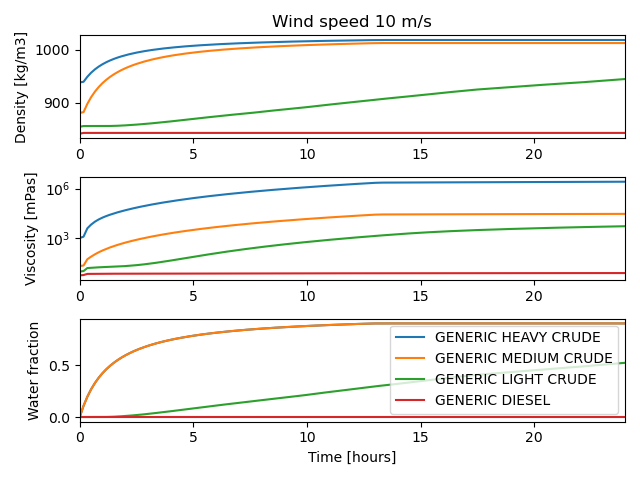 Wind speed 10 m/s
Density [kg/m3]
1000
900
0 5 10 15 20
Viscosity [mPas]
10^6
10^3
0 5 10 15 20
Water fraction
0.5
0.0
GENERIC HEAVY CRUDE
GENERIC MEDIUM CRUDE
GENERIC LIGHT CRUDE
GENERIC DIESEL
0 5 10 15 20
Time [hours]